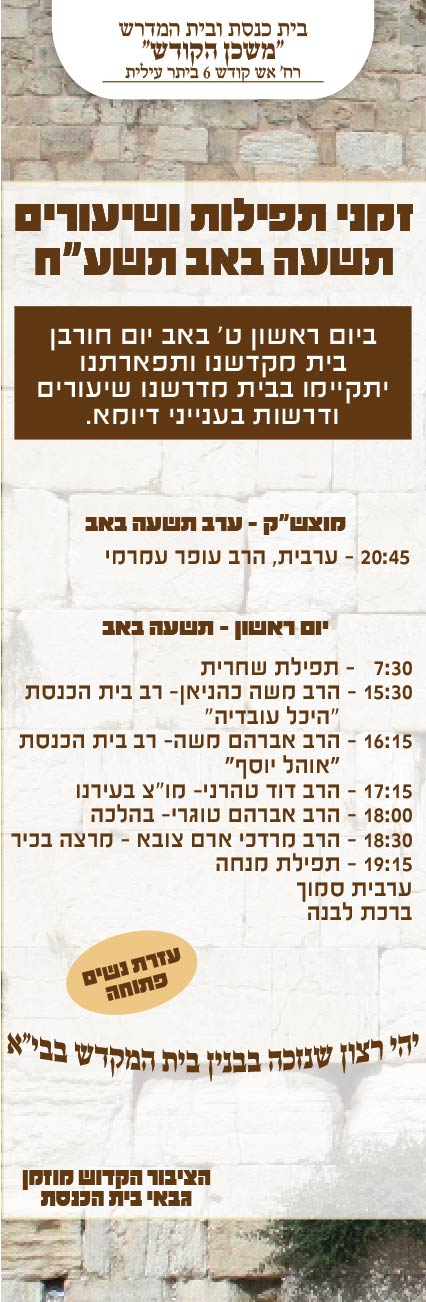 בית כנסת ובית המדרש
"משכן הקודש"
רח' אש קודש 6 ביתר עילית
זמני תפילות ושיעורים
תשעה באב תשע"ח
ביום ראשון ט' באב יום חורבן
בית מקדשנו ותפארתנו
יתקיימו בבית מדרשנו שיעורים
ודרשות בענייני דיומא.
מוצש"ק - ערב תשעה באב
20:45 - ערבית, הרב עופר עמרמי
יום ראשון - תשעה באב
7:30 - תפילת שחרית
15:30 - הרב משה כהניאן- רב בית הכנסת
"היכל עובדיה"
16:15 - הרב אברהם משה- רב בית הכנסת
"אוהל יוסף"
17:15 - הרב דוד טהרני- מו"צ בעירנו
18:00 - הרב אברהם טוגרי- בהלכה
18:30 - הרב מרדכי ארם צובא - מרצה בכיר
19:15 - תפילת מנחה
ערבית סמוך
ברכת לבנה
עזרת נשים
פתוחה
יהי רצון שנזכה בבנין בית המקדש בבי"א
הציבור הקדוש מוזמן
גבאי בית הכנסת